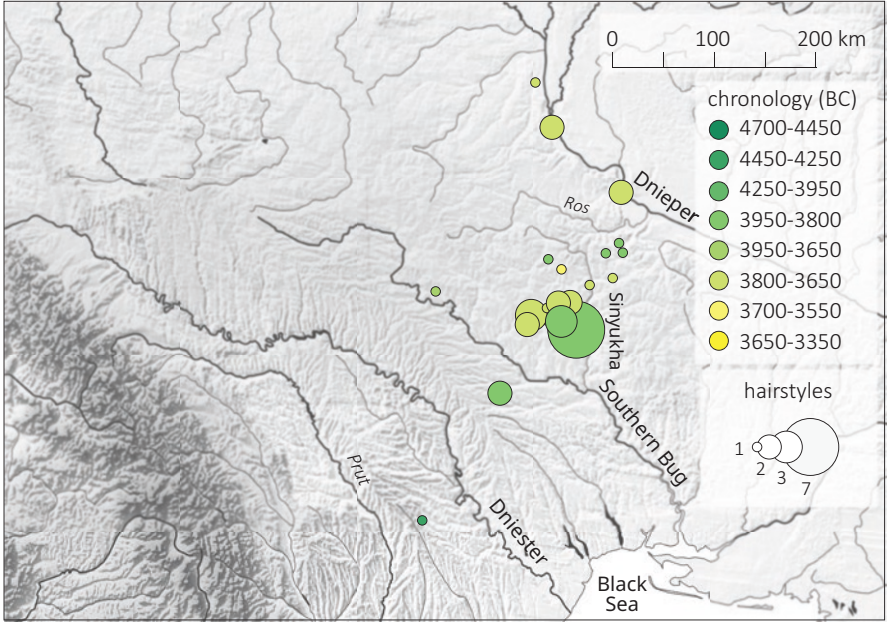 0 100 200 km
chronology (BC)
4700-4450
4450-4250
4250-3950
3950-3800
3950-3650
3800-3650
3700-3550
3650-3350
hairstyles
1
2
3
7
Dnieper
Ros
Sinyukha
Southern Bug
Prut
Dniester
Black
Sea